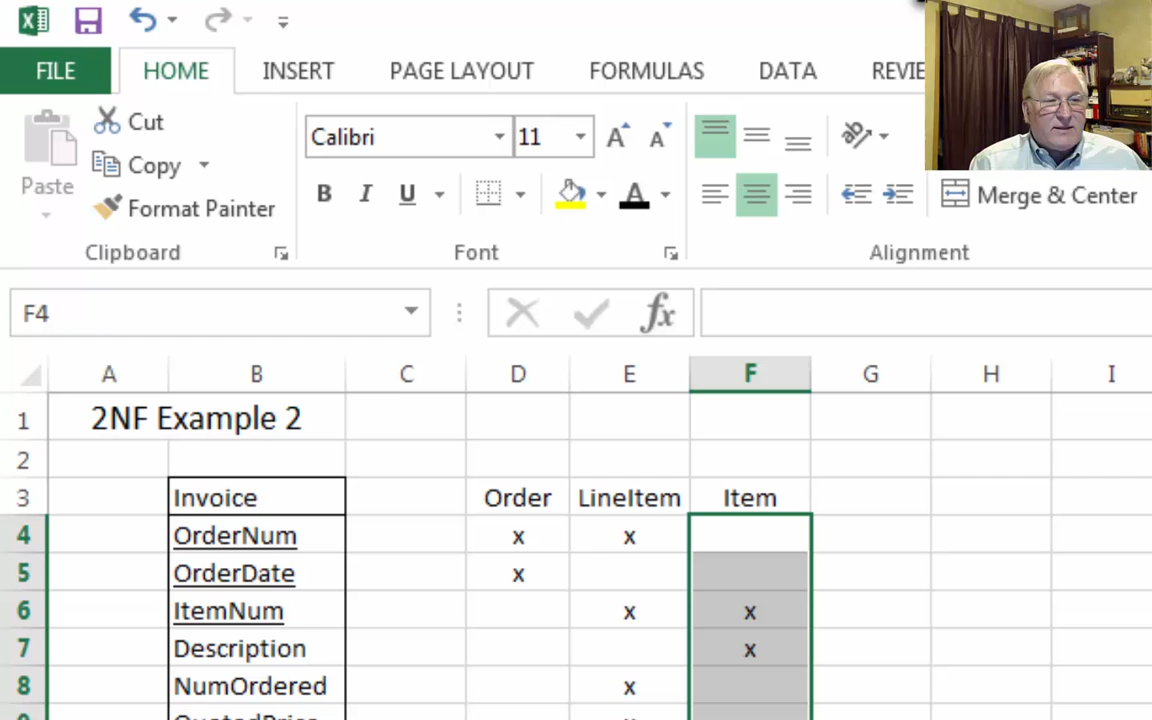 FILE HOME INSERT PAGE LAYOUT FORMULAS DATA REVIE
Cut
Copy
Format Painter
Paste
Clipboard
Calibri 11 A A
B I U A
Font
Merge & Center
Alignment
F4 fx
A B C D E F G H I
1 2NF Example 2
2
3 Invoice Order LineItem Item
4 OrderNum x x
5 OrderDate x
6 ItemNum x x
7 Description x
8 NumOrdered x
QuotedPrice